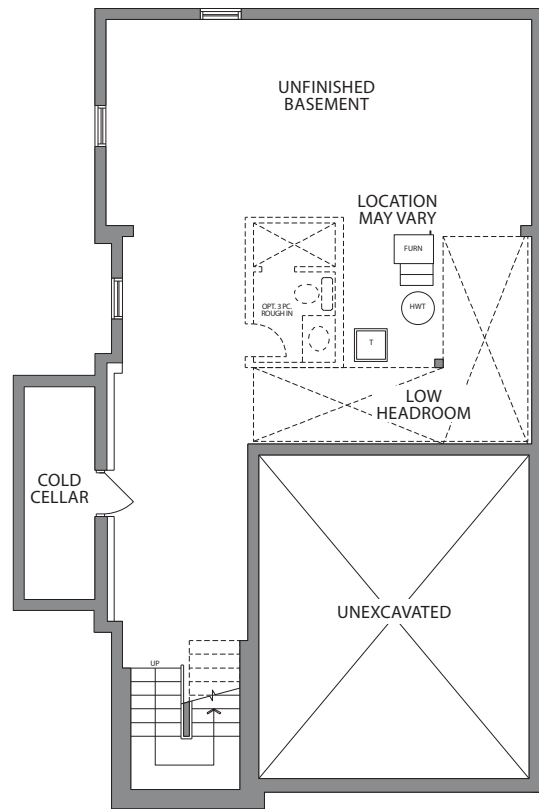 UNFINISHED
BASEMENT
LOCATION
MAY VARY
FURN
OPT. 3 PC.
ROUGH IN
HWT
T
LOW
HEADROOM
COLD
CELLAR
UNEXCAVATED
UP